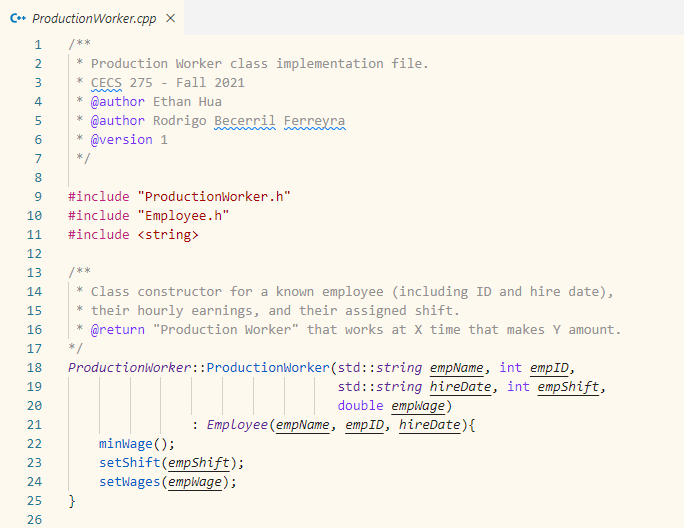 C++ ProductionWorker.cpp ×
1 /**
2  * Production Worker class implementation file.
3  * CECS 275 - Fall 2021
4  * @author Ethan Hua
5  * @author Rodrigo Becerril Ferreyra
6  * @version 1
7  */
8
9 #include "ProductionWorker.h"
10 #include "Employee.h"
11 #include <string>
12
13 /**
14  * Class constructor for a known employee (including ID and hire date),
15  * their hourly earnings, and their assigned shift.
16  * @return "Production Worker" that works at X time that makes Y amount.
17 */
18 ProductionWorker::ProductionWorker(std::string empName, int empID,
19                                    std::string hireDate, int empShift,
20                                    double empWage)
21                 : Employee(empName, empID, hireDate){
22     minWage();
23     setShift(empShift);
24     setWages(empWage);
25 }
26